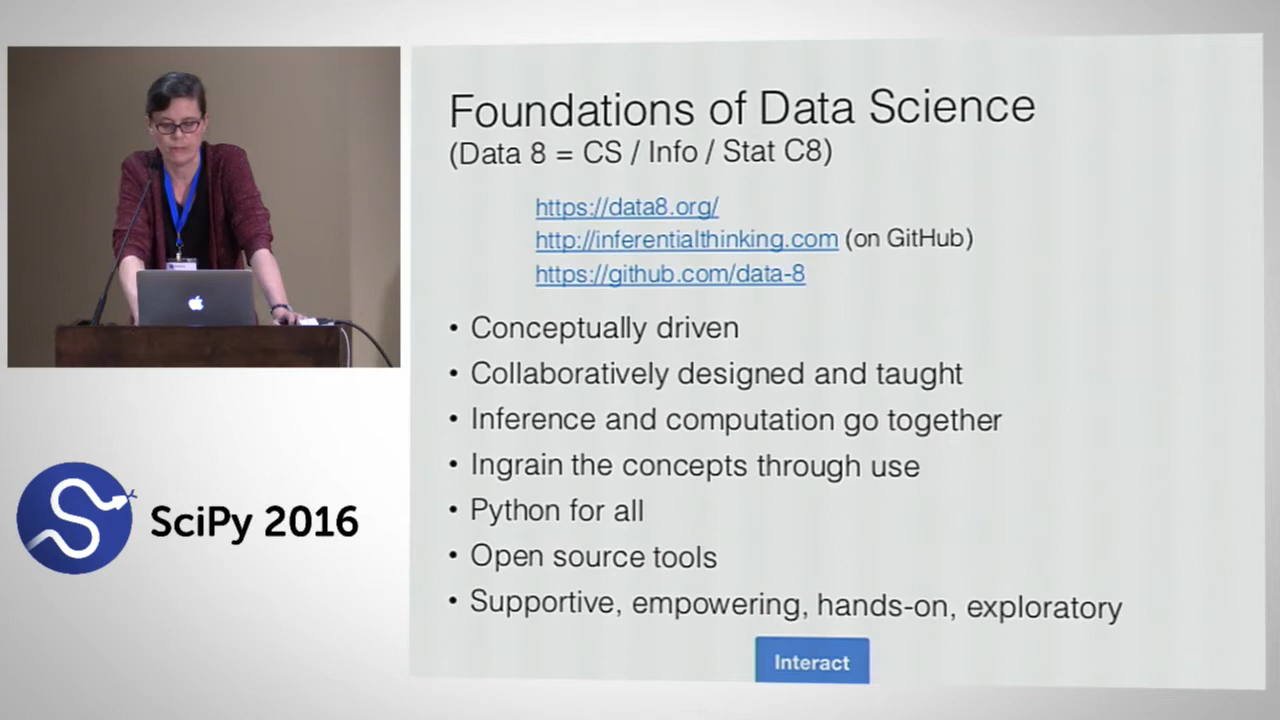 Foundations of Data Science
(Data 8 = CS / Info / Stat C8)
https://data8.org/
http://inferentialthinking.com (on GitHub)
https://github.com/data-8
• Conceptually driven
• Collaboratively designed and taught
• Inference and computation go together
• Ingrain the concepts through use
• Python for all
• Open source tools
• Supportive, empowering, hands-on, exploratory
Interact
SciPy 2016